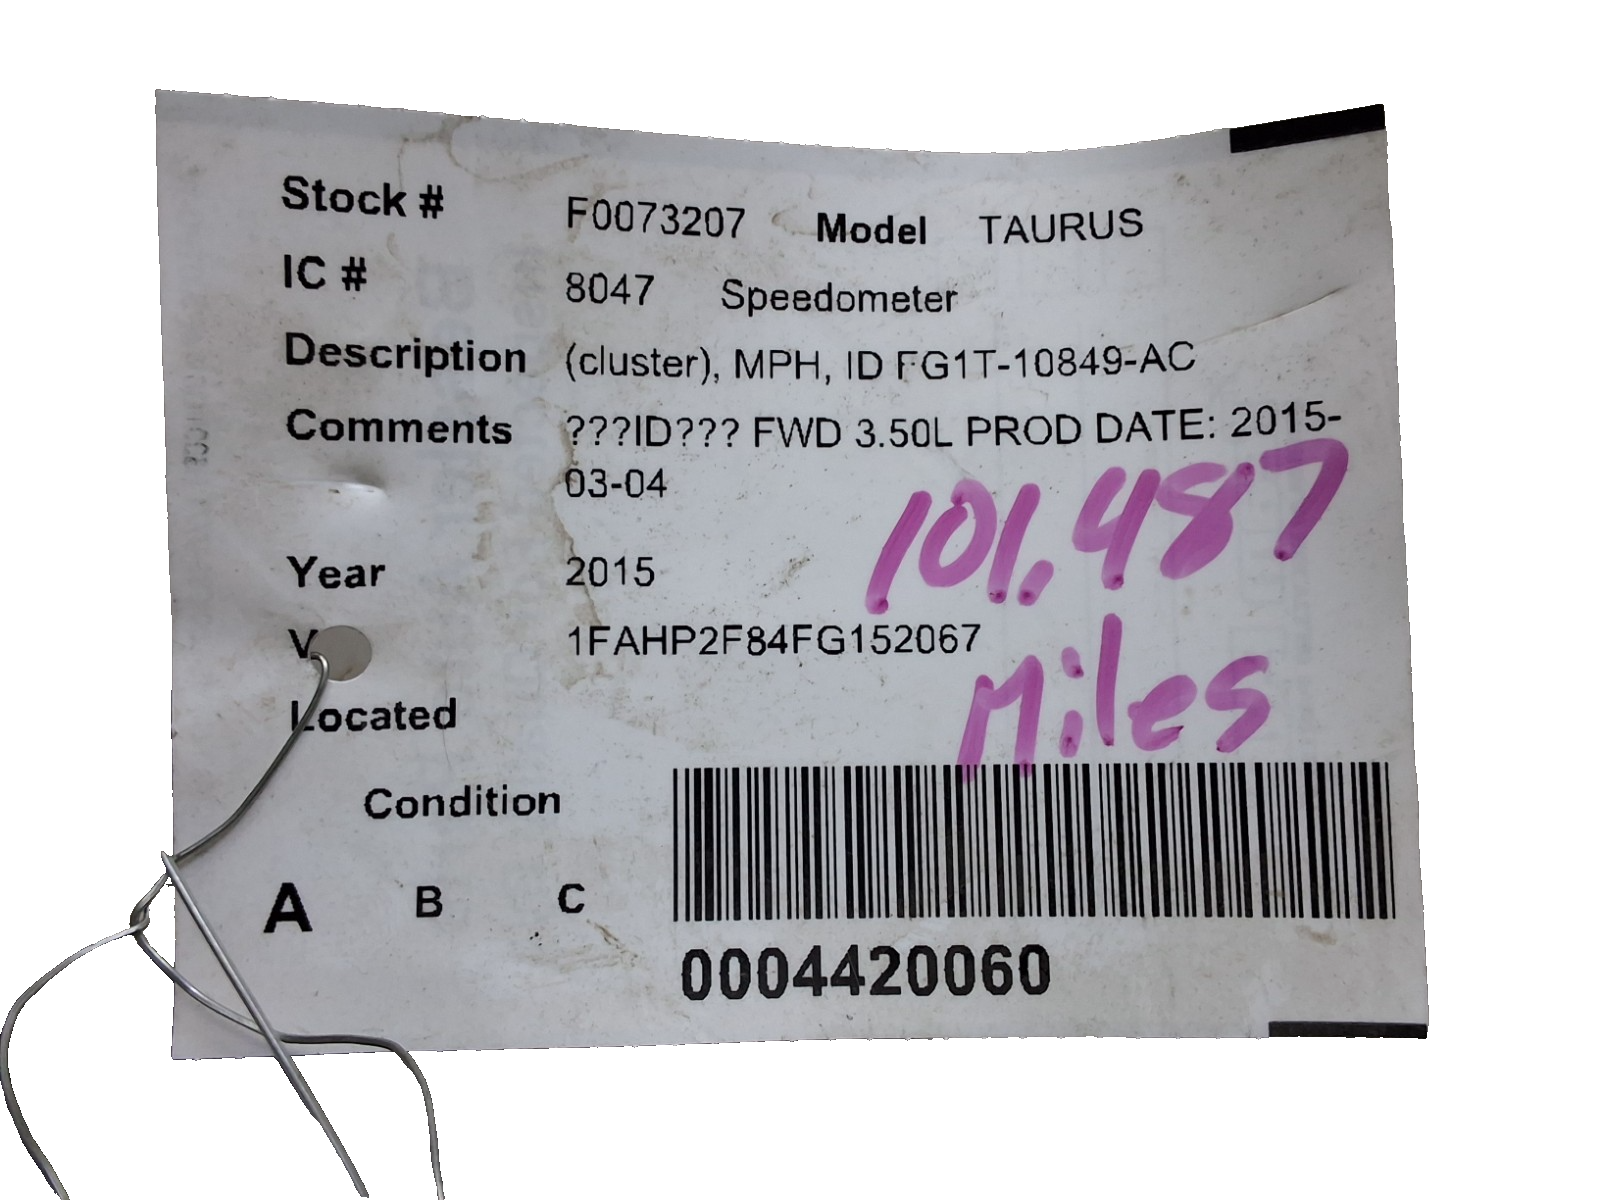 Stock # F0073207 Model TAURUS
IC # 8047 Speedometer
Description (cluster), MPH, ID FG1T-10849-AC
Comments ???ID??? FWD 3.50L PROD DATE: 2015-
03-04
101,487
Year 2015
V 1FAHP2F84FG152067
Miles
Located
Condition
A B C
0004420060